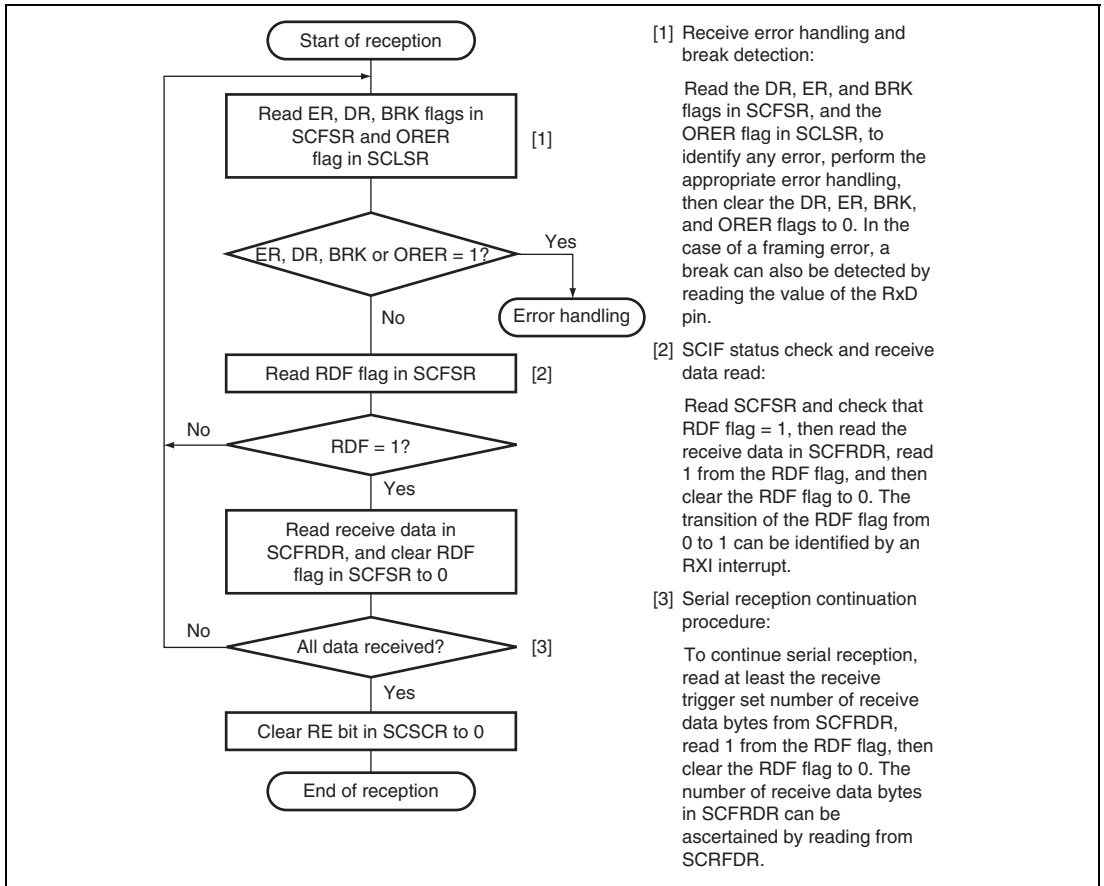 Start of reception
Read ER, DR, BRK flags in
SCFSR and ORER
flag in SCLSR
[1]
ER, DR, BRK or ORER = 1?
Yes
Error handling
No
Read RDF flag in SCFSR
[2]
No
RDF = 1?
Yes
Read receive data in
SCFRDR, and clear RDF
flag in SCFSR to 0
No
All data received?
[3]
Yes
Clear RE bit in SCSCR to 0
End of reception
[1] Receive error handling and
break detection:
Read the DR, ER, and BRK
flags in SCFSR, and the
ORER flag in SCLSR, to
identify any error, perform the
appropriate error handling,
then clear the DR, ER, BRK,
and ORER flags to 0. In the
case of a framing error, a
break can also be detected by
reading the value of the RxD
pin.
[2] SCIF status check and receive
data read:
Read SCFSR and check that
RDF flag = 1, then read the
receive data in SCFRDR, read
1 from the RDF flag, and then
clear the RDF flag to 0. The
transition of the RDF flag from
0 to 1 can be identified by an
RXI interrupt.
[3] Serial reception continuation
procedure:
To continue serial reception,
read at least the receive
trigger set number of receive
data bytes from SCFRDR,
read 1 from the RDF flag, then
clear the RDF flag to 0. The
number of receive data bytes
in SCFRDR can be
ascertained by reading from
SCRFDR.